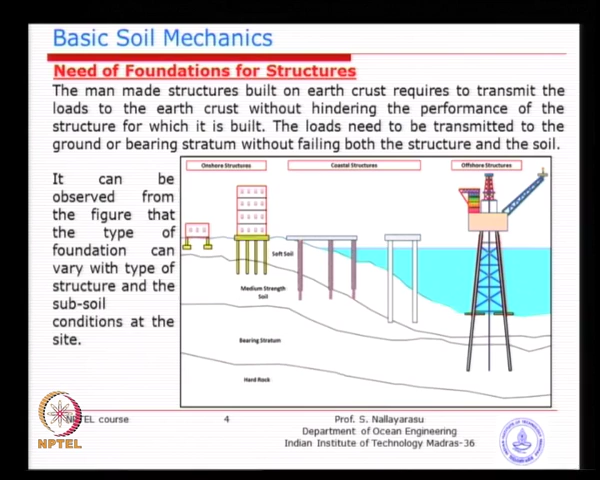 Basic Soil Mechanics
Need of Foundations for Structures
The man made structures built on earth crust requires to transmit the
loads to the earth crust without hindering the performance of the
structure for which it is built. The loads need to be transmitted to the
ground or bearing stratum without failing both the structure and the soil.
It can be
observed from
the figure that
the type of
foundation can
vary with type of
structure and the
sub-soil
conditions at the
site.
Onshore Structures
Coastal Structures
Offshore Structures
Soft Soil
Medium Strength
Soil
Bearing Stratum
Hard Rock
NPTEL course
4
Prof. S. Nallayarasu
Department of Ocean Engineering
Indian Institute of Technology Madras-36
NPTEL